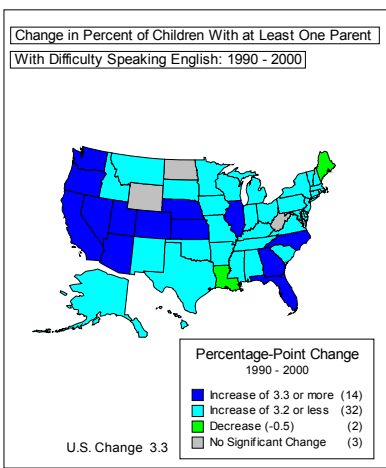 Change in Percent of Children With at Least One Parent
With Difficulty Speaking English: 1990 - 2000
Percentage-Point Change
1990 - 2000
Increase of 3.3 or more (14)
Increase of 3.2 or less (32)
Decrease (-0.5) (2)
No Significant Change (3)
U.S. Change 3.3